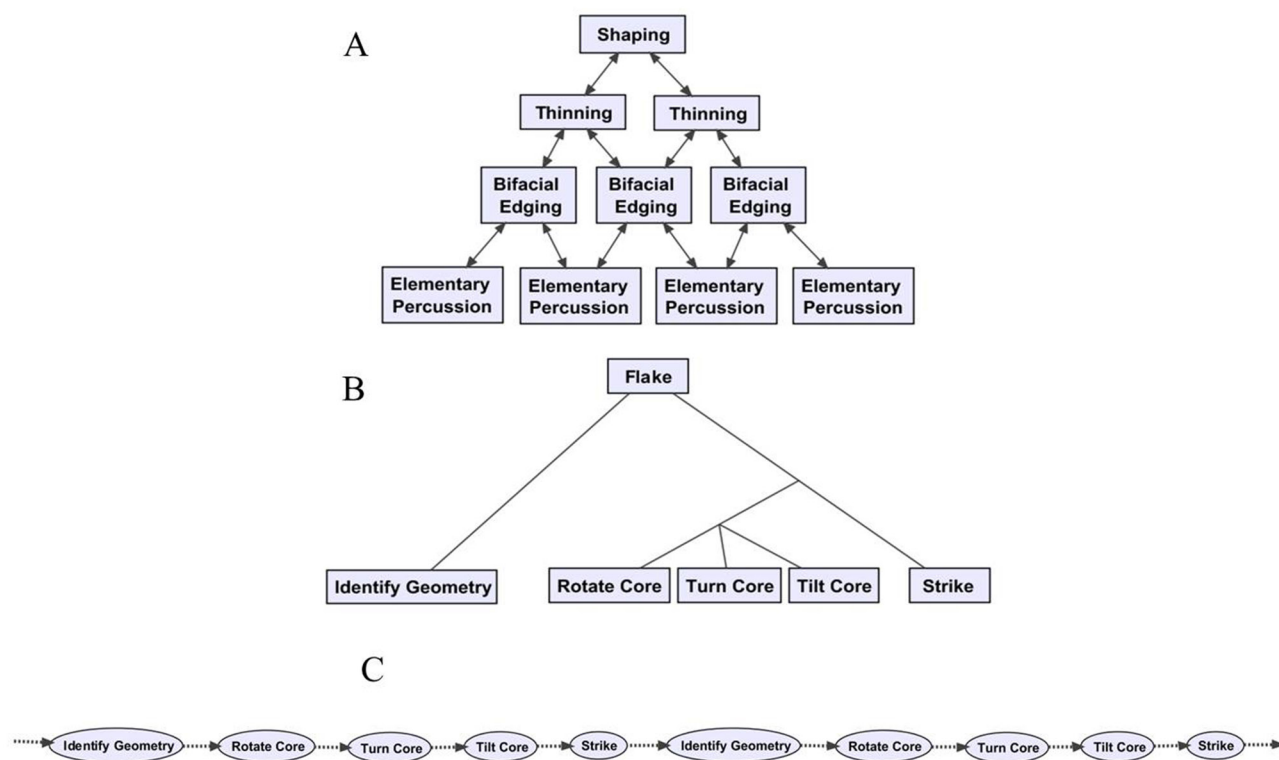 A
Shaping
Thinning
Thinning
Bifacial
Edging
Bifacial
Edging
Bifacial
Edging
Elementary
Percussion
Elementary
Percussion
Elementary
Percussion
Elementary
Percussion
B
Flake
Identify Geometry
Rotate Core
Turn Core
Tilt Core
Strike
C
Identify Geometry
Rotate Core
Turn Core
Tilt Core
Strike
Identify Geometry
Rotate Core
Turn Core
Tilt Core
Strike